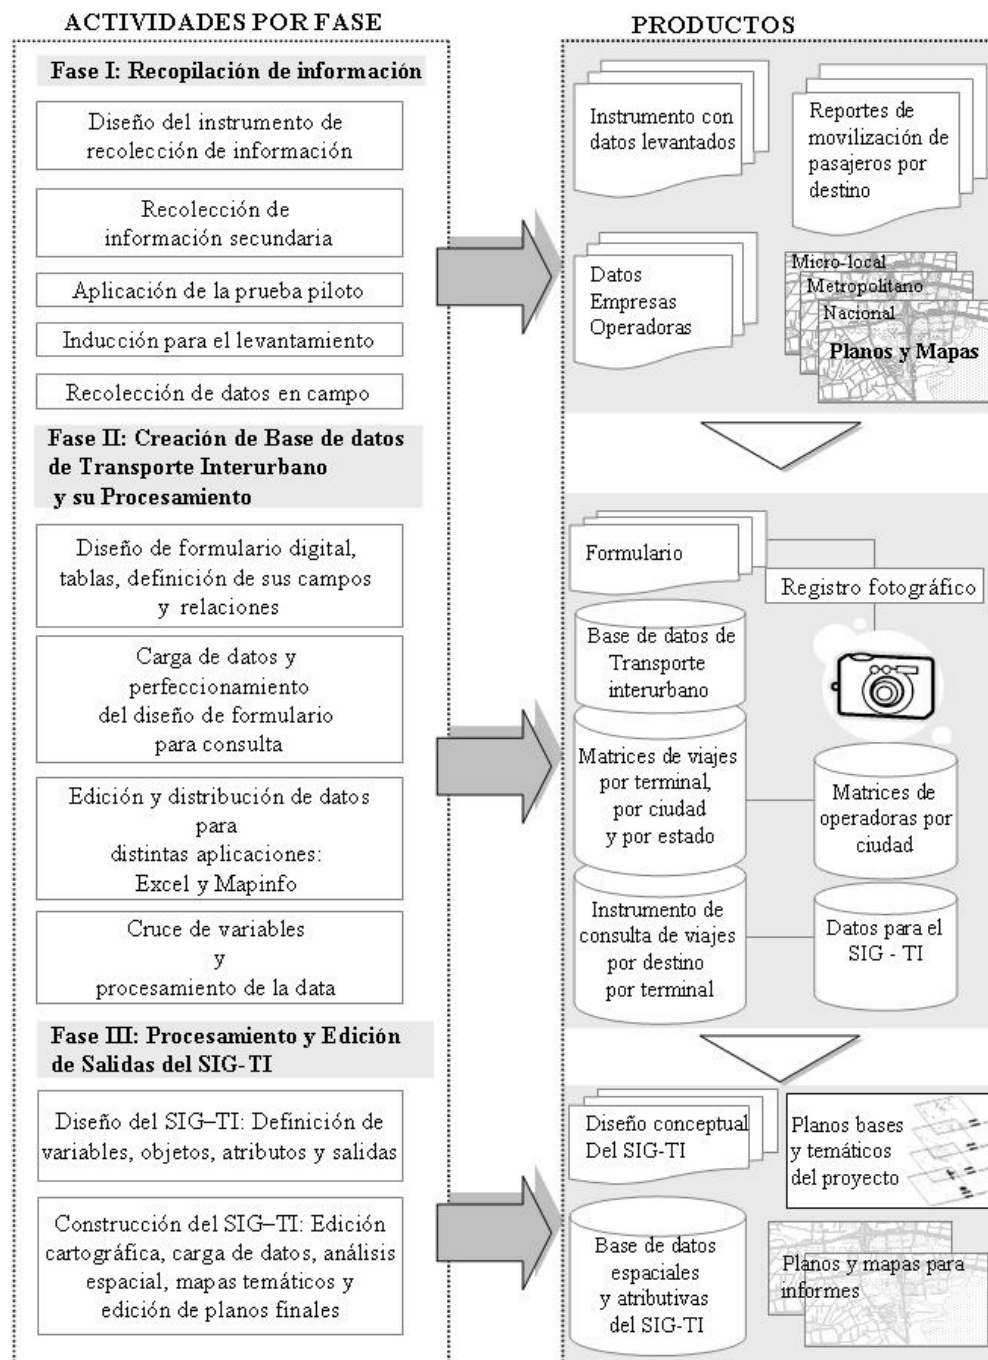 ACTIVIDADES POR FASE
Fase I: Recopilación de información
Diseño del instrumento de
recolección de información
Recolección de
información secundaria
Aplicación de la prueba piloto
Inducción para el levantamiento
Recolección de datos en campo
Fase II: Creación de Base de datos
de Transporte Interurbano
y su Procesamiento
Diseño de formulario digital,
tablas, definición de sus campos
y relaciones
Carga de datos y
perfeccionamiento
del diseño de formulario
para consulta
Edición y distribución de datos
para
distintas aplicaciones:
Excel y Mapinfo
Cruce de variables
y
procesamiento de la data
Fase III: Procesamiento y Edición
de Salidas del SIG-TI
Diseño del SIG–TI: Definición de
variables, objetos, atributos y salidas
Construcción del SIG–TI: Edición
cartográfica, carga de datos, análisis
espacial, mapas temáticos y
edición de planos finales
PRODUCTOS
Instrumento con
datos levantados
Reportes de
movilización de
pasajeros por
destino
Datos
Empresas
Operadoras
Micro-local
Metropolitano
Nacional
Planos y Mapas
Formulario
Registro fotográfico
Base de datos de
Transporte
interurbano
Matrices de viajes
por terminal,
por ciudad
y por estado
Matrices de
operadoras por
ciudad
Instrumento de
consulta de viajes
por destino
por terminal
Datos para el
SIG - TI
Diseño conceptual
Del SIG-TI
Planos bases
y temáticos
del proyecto
Base de datos
espaciales
y atributivas
del SIG-TI
Planos y mapas para
informes